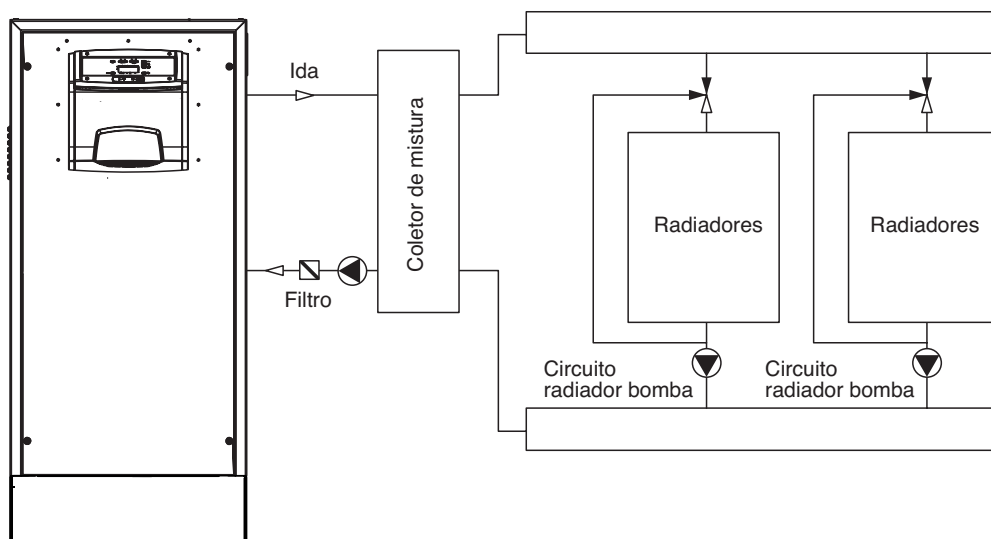 Ida
Coletor de mistura
Filtro
Radiadores
Radiadores
Circuito
radiador bomba
Circuito
radiador bomba